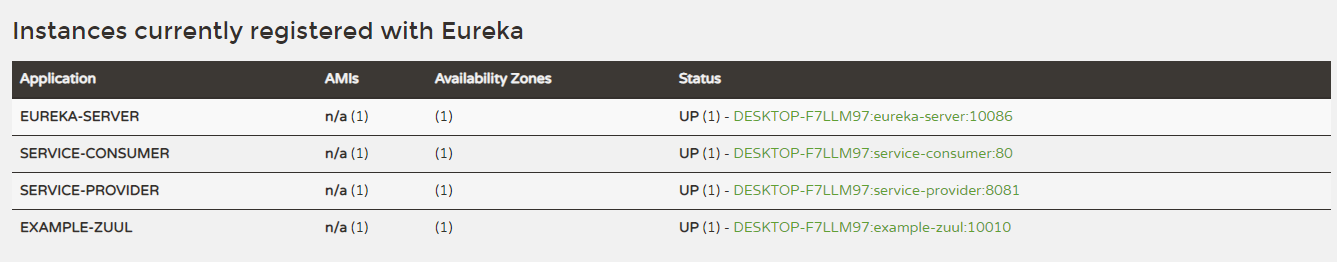 Instances currently registered with Eureka
Application AMIs Availability Zones Status
EUREKA-SERVER n/a (1) (1) UP (1) - DESKTOP-F7LLM97:eureka-server:10086
SERVICE-CONSUMER n/a (1) (1) UP (1) - DESKTOP-F7LLM97:service-consumer:80
SERVICE-PROVIDER n/a (1) (1) UP (1) - DESKTOP-F7LLM97:service-provider:8081
EXAMPLE-ZUUL n/a (1) (1) UP (1) - DESKTOP-F7LLM97:example-zuul:10010